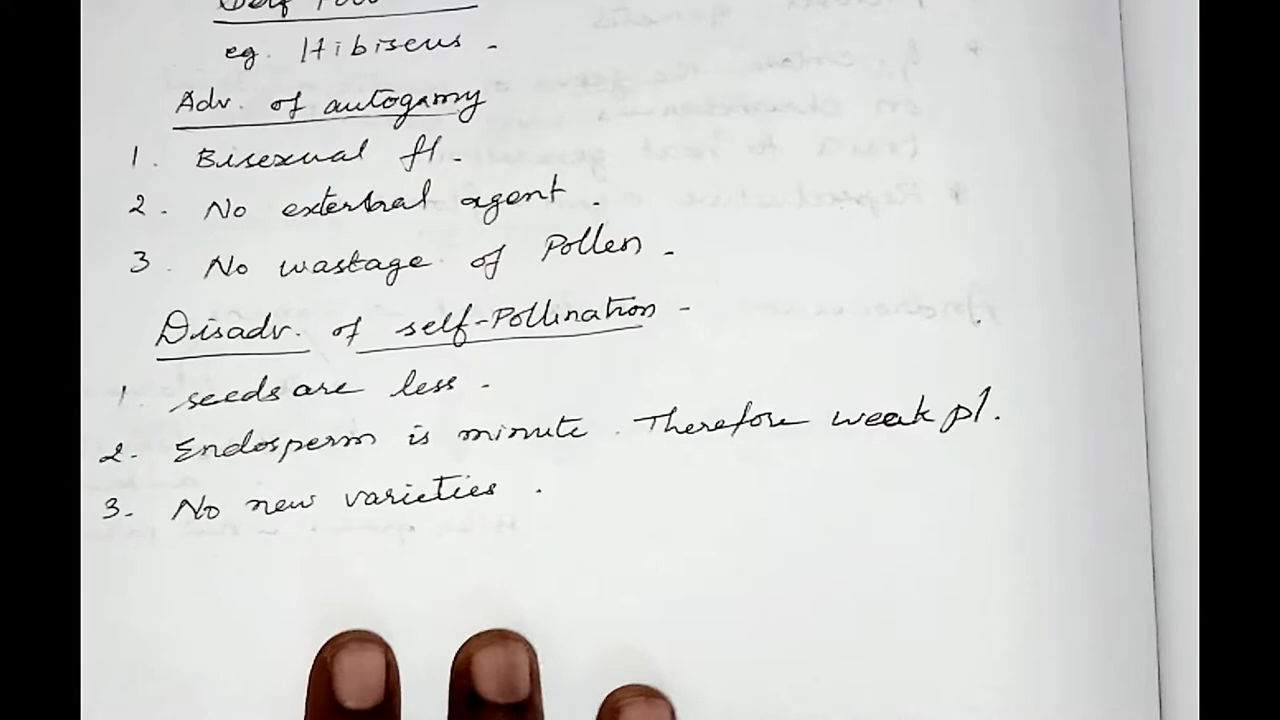 eg. Hibiscus -
Adv. of autogamy
1. Bisexual fl.
2. No external agent.
3. No wastage of Pollen.
Disadv. of self-Pollination -
1. seeds are less.
2. Endosperm is minute. Therefore weak pl.
3. No new varieties.